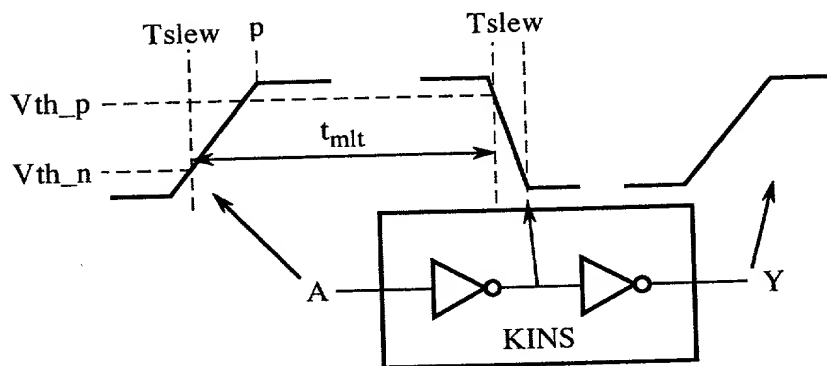 Tslew p Tslew
Vth_p
t_mlt
Vth_n
A
Y
KINS